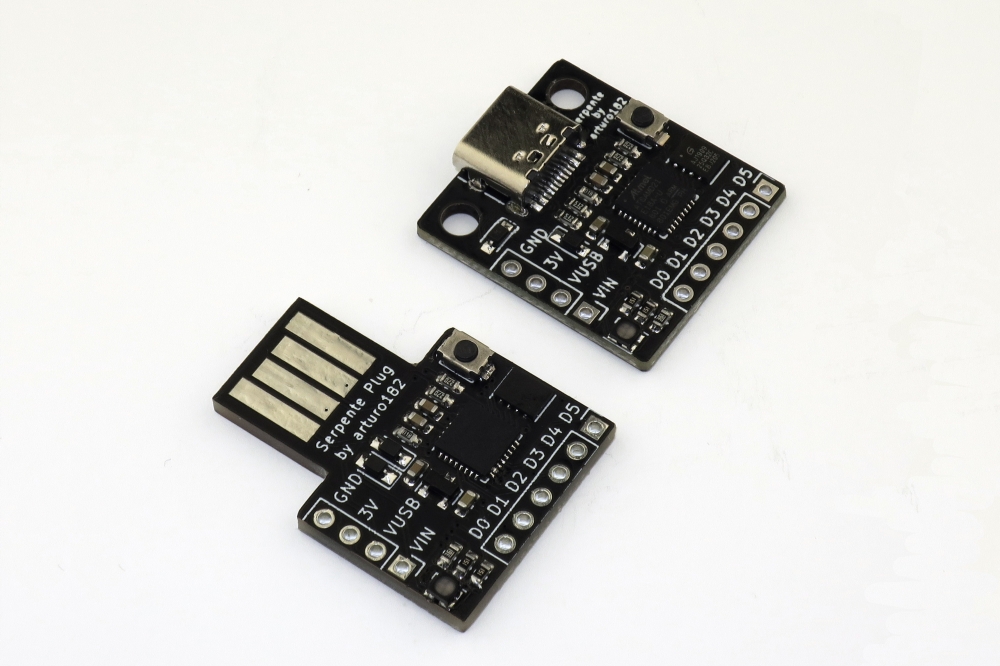 Serpente
by
arturo182
GND
3V
VUSB
VIN
D0 D1 D2 D3 D4 D5
Serpente Plug
by arturo182
GND
3V
VUSB
VIN
D0 D1 D2 D3 D4 D5